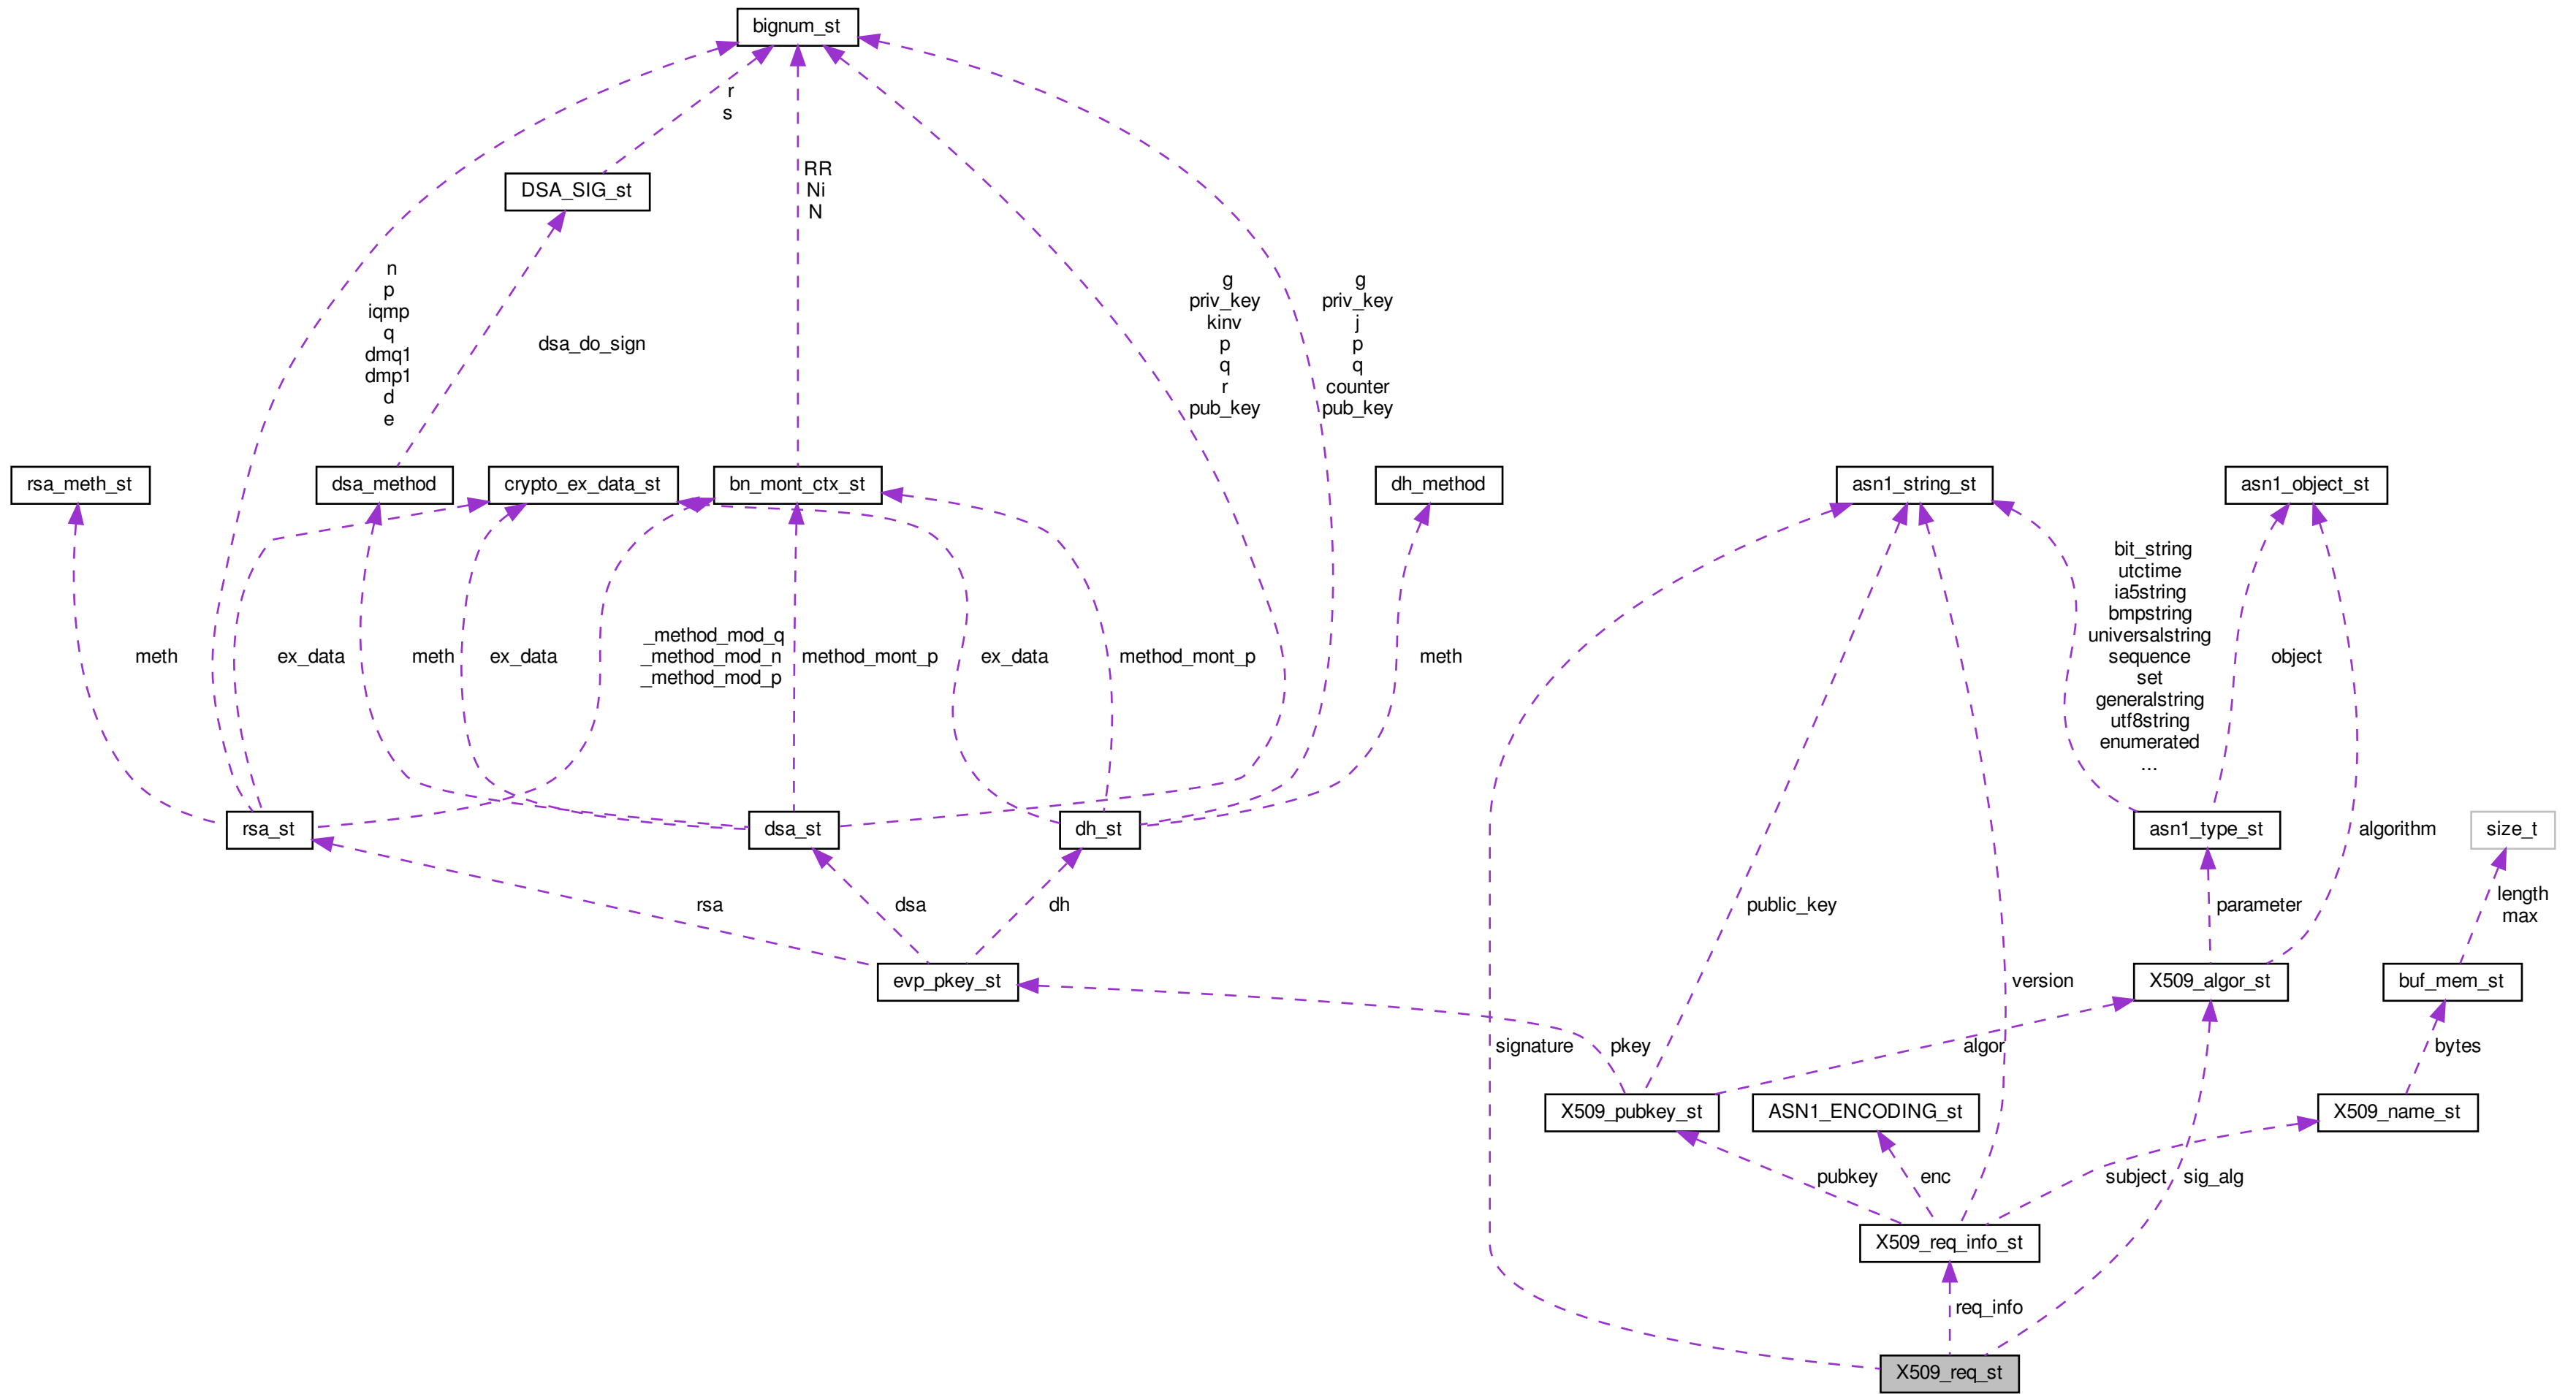 bignum_st
r
s
RR
Ni
N
DSA_SIG_st
n
p
iqmp
q
dmq1
dmp1
d
e
dsa_do_sign
g
priv_key
kinv
p
q
r
pub_key
g
priv_key
j
p
q
counter
pub_key
rsa_meth_st
dsa_method
crypto_ex_data_st
bn_mont_ctx_st
dh_method
asn1_string_st
asn1_object_st
meth
ex_data
meth
ex_data
_method_mod_q
_method_mod_n
_method_mod_p
method_mont_p
ex_data
method_mont_p
meth
bit_string
utctime
ia5string
bmpstring
universalstring
sequence
set
generalstring
utf8string
enumerated
...
object
rsa_st
dsa_st
dh_st
asn1_type_st
algorithm
size_t
rsa
dsa
dh
public_key
parameter
length
max
evp_pkey_st
version
X509_algor_st
buf_mem_st
signature
pkey
algor
bytes
X509_pubkey_st
ASN1_ENCODING_st
X509_name_st
pubkey
enc
subject
sig_alg
X509_req_info_st
req_info
X509_req_st